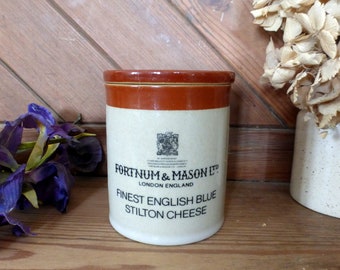 FORTNUM & MASON LTD
LONDON ENGLAND
FINEST ENGLISH BLUE
STILTON CHEESE